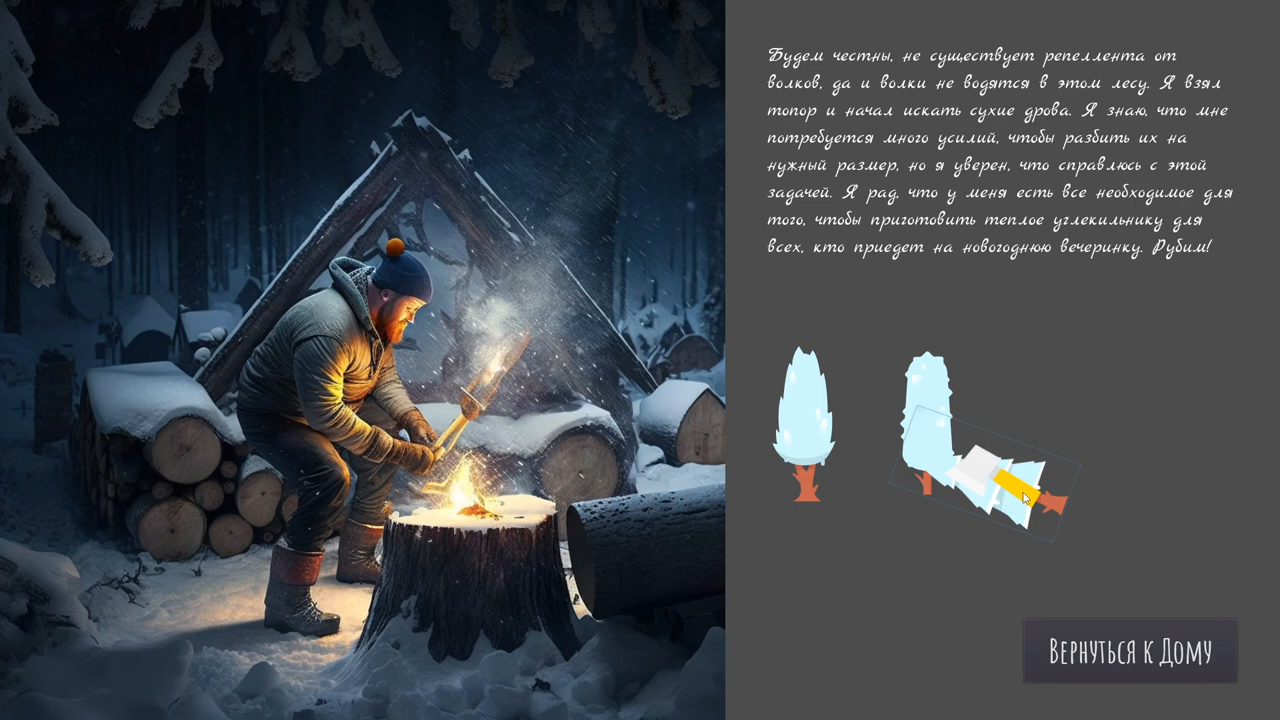 Будем честны, не существует репеллента от
волков, да и волки не водятся в этом лесу. Я взял
топор и начал искать сухие дрова. Я знаю, что мне
потребуется много усилий, чтобы разбить их на
нужный размер, но я уверен, что справлюсь с этой
задачей. Я рад, что у меня есть все необходимое для
того, чтобы приготовить теплое углекильнику для
всех, кто приедет на новогоднюю вечеринку. Рубим!
Вернуться к Дому